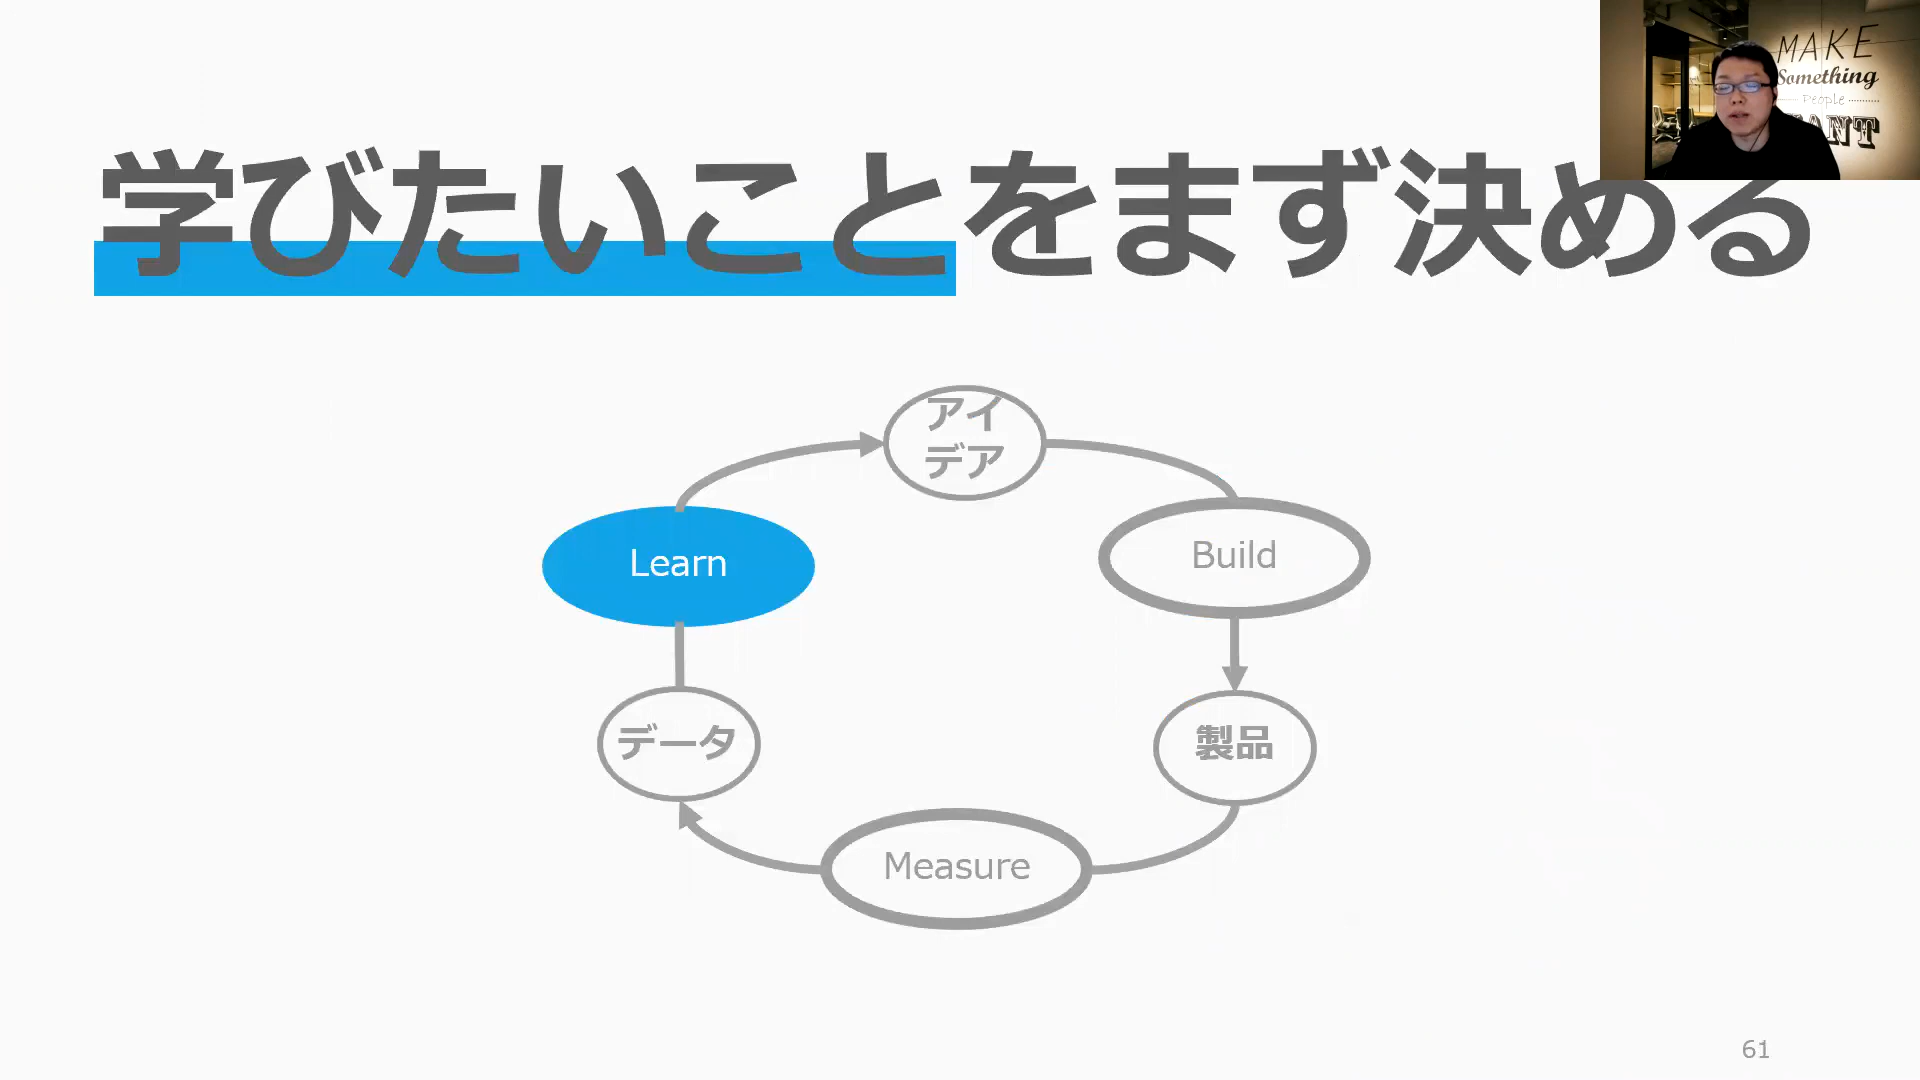 学びたいことをまず決める
MAKE
Something
People
アイ
デア
Learn
Build
データ
製品
Measure
61